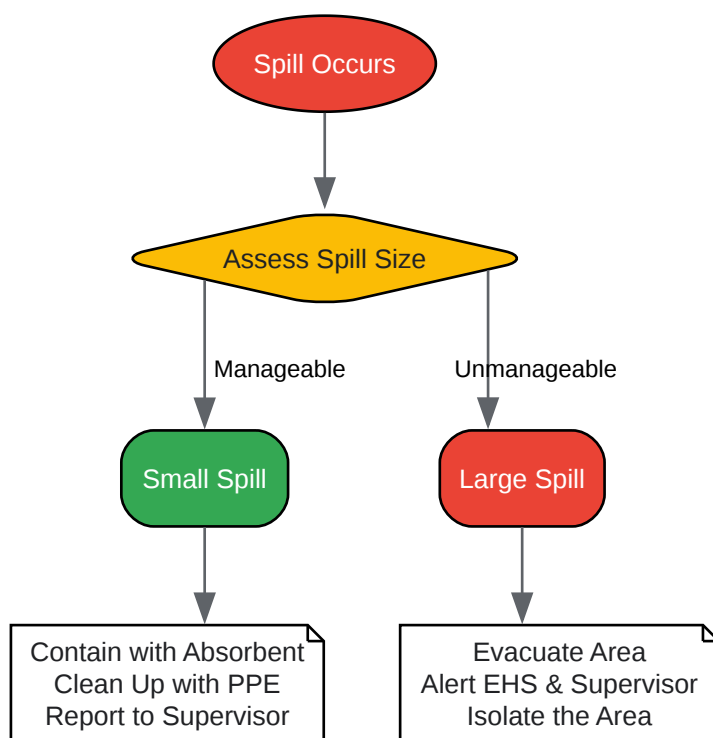 Spill Occurs
Assess Spill Size
Manageable
Unmanageable
Small Spill
Large Spill
Contain with Absorbent
Clean Up with PPE
Report to Supervisor
Evacuate Area
Alert EHS & Supervisor
Isolate the Area